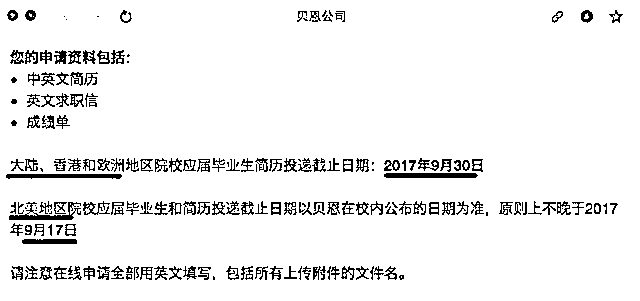 贝恩公司
您的申请资料包括：
• 中英文简历
• 英文求职信
• 成绩单
大陆、香港和欧洲地区院校应届毕业生简历投递截止日期：2017年9月30日
北美地区院校应届毕业生和简历投递截止日期以贝恩在校内公布的日期为准，原则上不晚于2017
年9月17日
请注意在线申请全部用英文填写，包括所有上传附件的文件名。